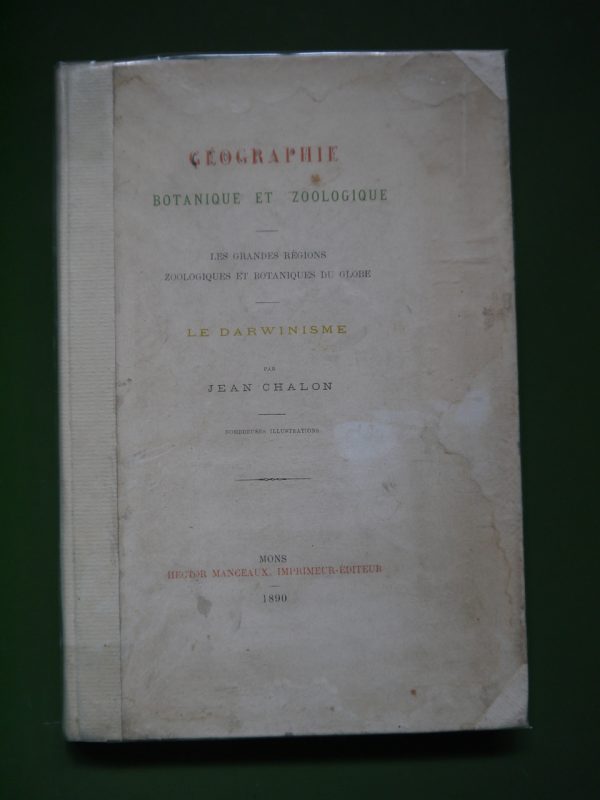 GÉOGRAPHIE
BOTANIQUE ET ZOOLOGIQUE
LES GRANDES RÉGIONS
ZOOLOGIQUES ET BOTANIQUES DU GLOBE
LE DARWINISME
PAR
JEAN CHALON
NOMBREUSES ILLUSTRATIONS
MONS
HECTOR MANCEAUX, IMPRIMEUR-ÉDITEUR
1890